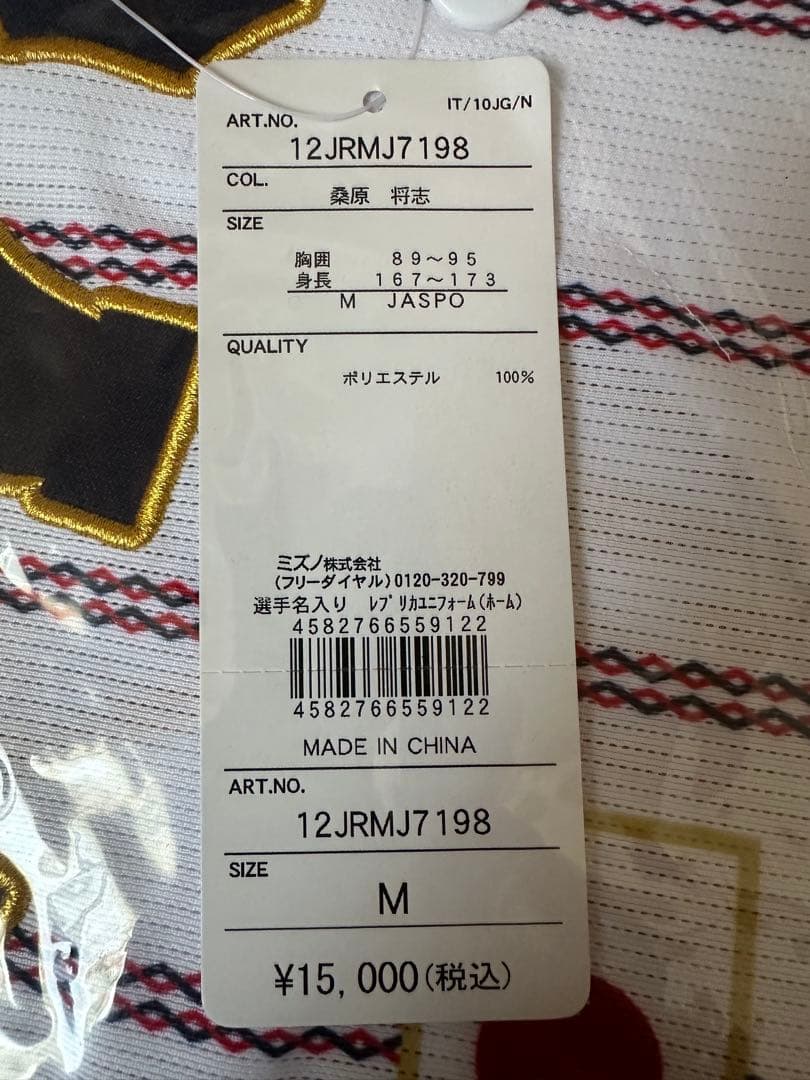 IT/10JG/N
ART.NO.
12JRMJ7198
COL.
桑原 将志
SIZE
胸囲 89～95
身長 167～173
M JASPO
QUALITY
ポリエステル 100%
ミズノ株式会社
(フリーダイヤル)0120-320-799
選手名入り ﾚﾌﾟﾘｶﾕﾆﾌｫｰﾑ(ﾎｰﾑ)
4582766559122
4582766559122
MADE IN CHINA
ART.NO.
12JRMJ7198
SIZE
M
¥15,000(税込)